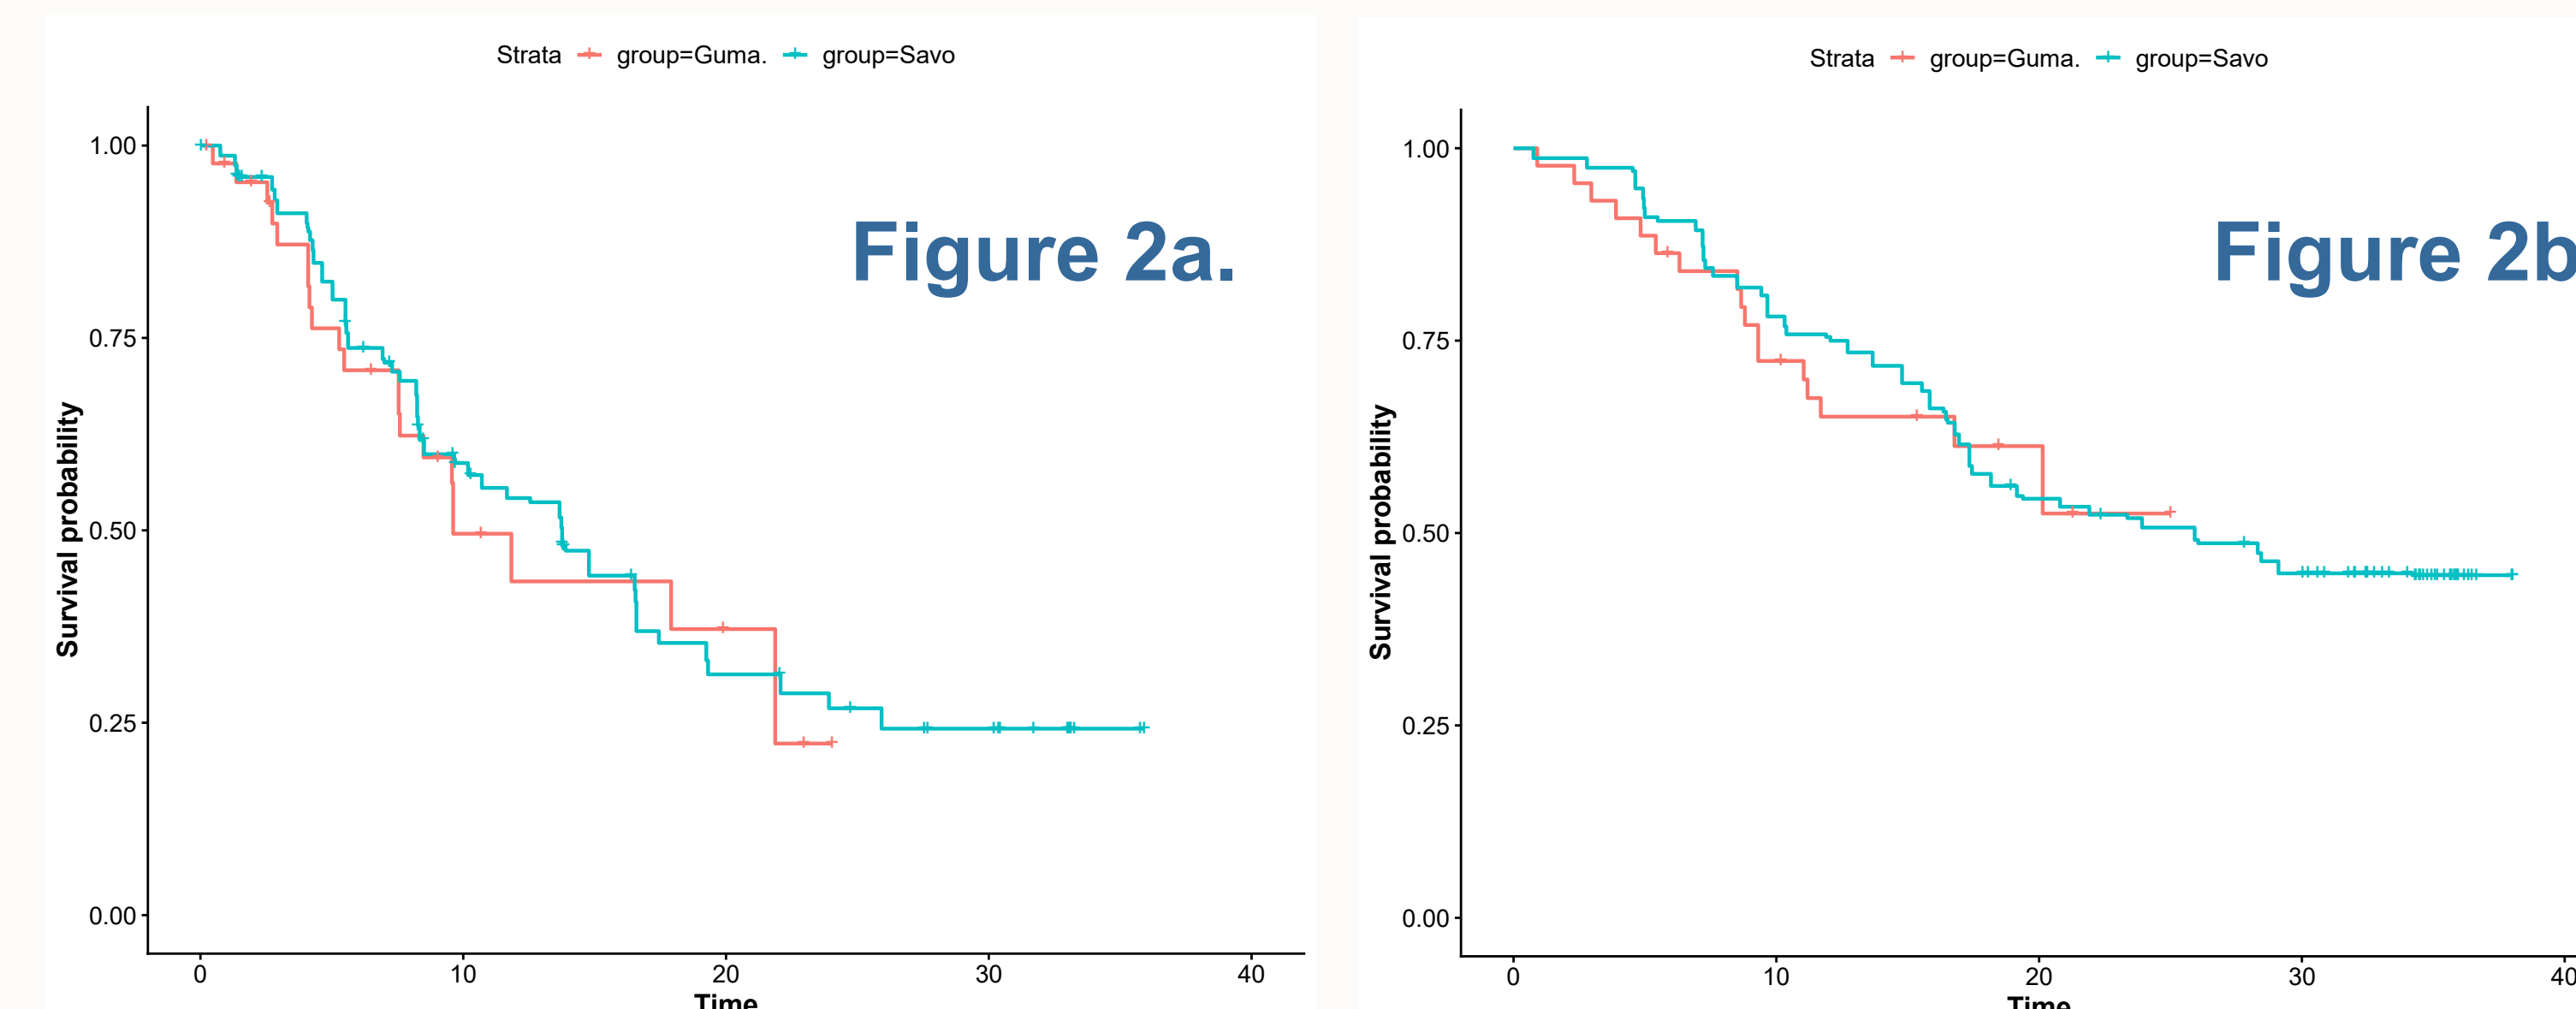 Strata group=Guma. group=Savo
Figure 2a.
Survival probability
1.00
0.75
0.50
0.25
0.00
0 10 20 30 40
Time
Strata group=Guma. group=Savo
Figure 2b
Survival probability
1.00
0.75
0.50
0.25
0.00
0 10 20 30 40
Time